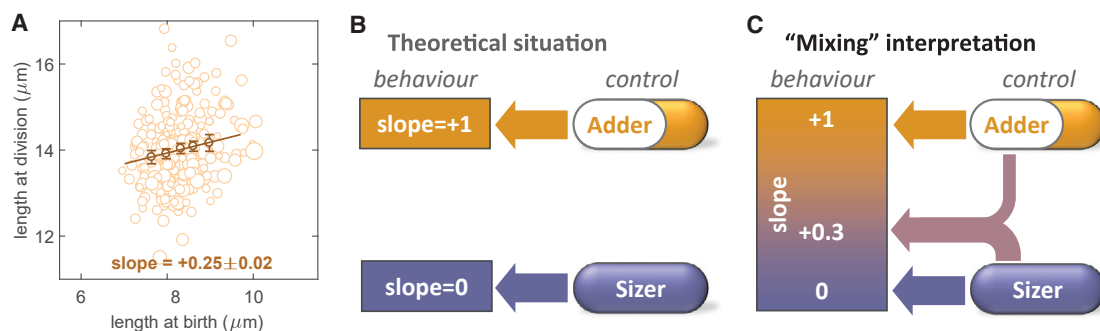 A
length at division (μm)
16
14
12
slope = +0.25±0.02
6
8
10
length at birth (μm)
B
Theoretical situation
behaviour
control
slope=+1
Adder
slope=0
Sizer
C
“Mixing” interpretation
behaviour
control
+1
Adder
slope
+0.3
0
Sizer